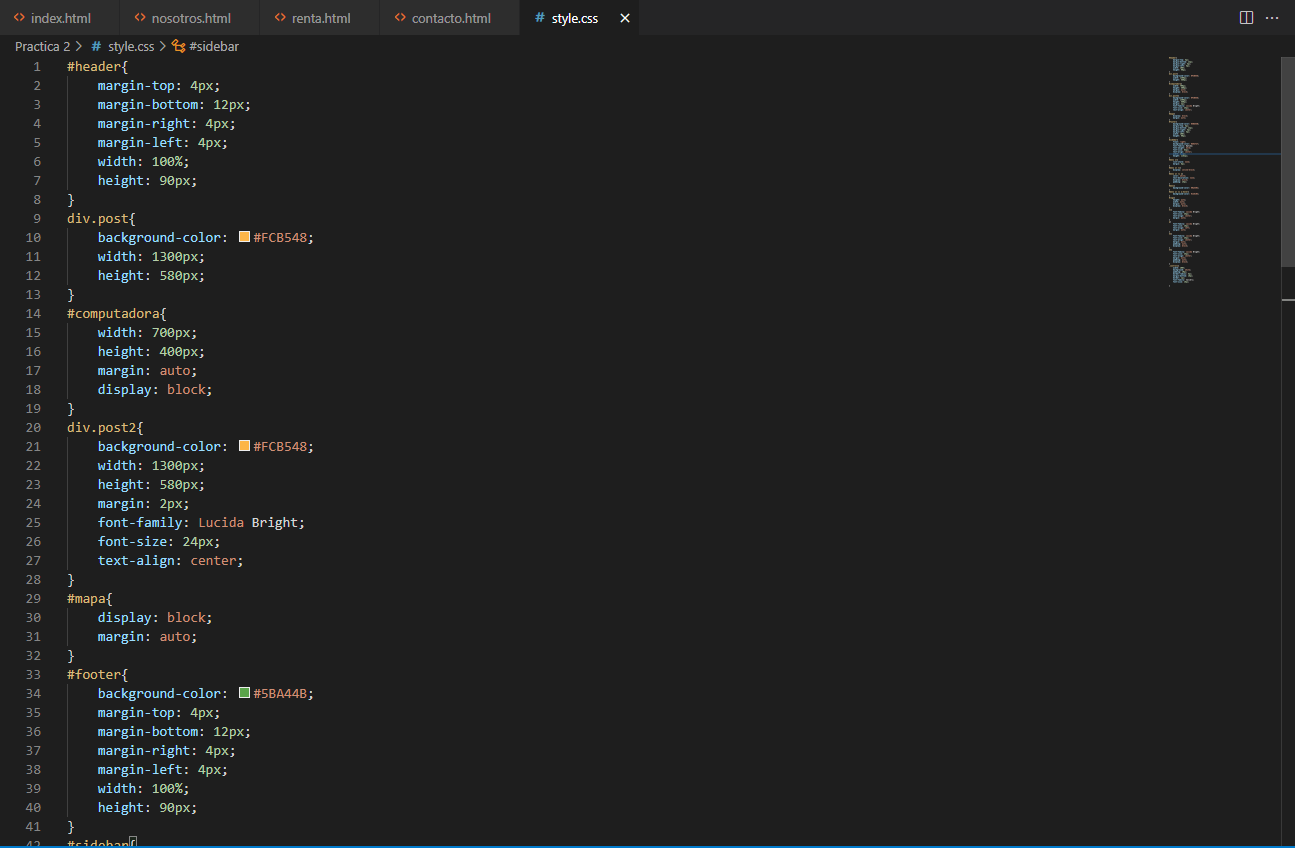 index.html nosotros.html renta.html contacto.html # style.css ×
Practica 2 > # style.css > #sidebar
1 #header{
2 margin-top: 4px;
3 margin-bottom: 12px;
4 margin-right: 4px;
5 margin-left: 4px;
6 width: 100%;
7 height: 90px;
8 }
9 div.post{
10 background-color: #FCB548;
11 width: 1300px;
12 height: 580px;
13 }
14 #computadora{
15 width: 700px;
16 height: 400px;
17 margin: auto;
18 display: block;
19 }
20 div.post2{
21 background-color: #FCB548;
22 width: 1300px;
23 height: 580px;
24 margin: 2px;
25 font-family: Lucida Bright;
26 font-size: 24px;
27 text-align: center;
28 }
29 #mapa{
30 display: block;
31 margin: auto;
32 }
33 #footer{
34 background-color: #5BA44B;
35 margin-top: 4px;
36 margin-bottom: 12px;
37 margin-right: 4px;
38 margin-left: 4px;
39 width: 100%;
40 height: 90px;
41 }
42 #sidebar{